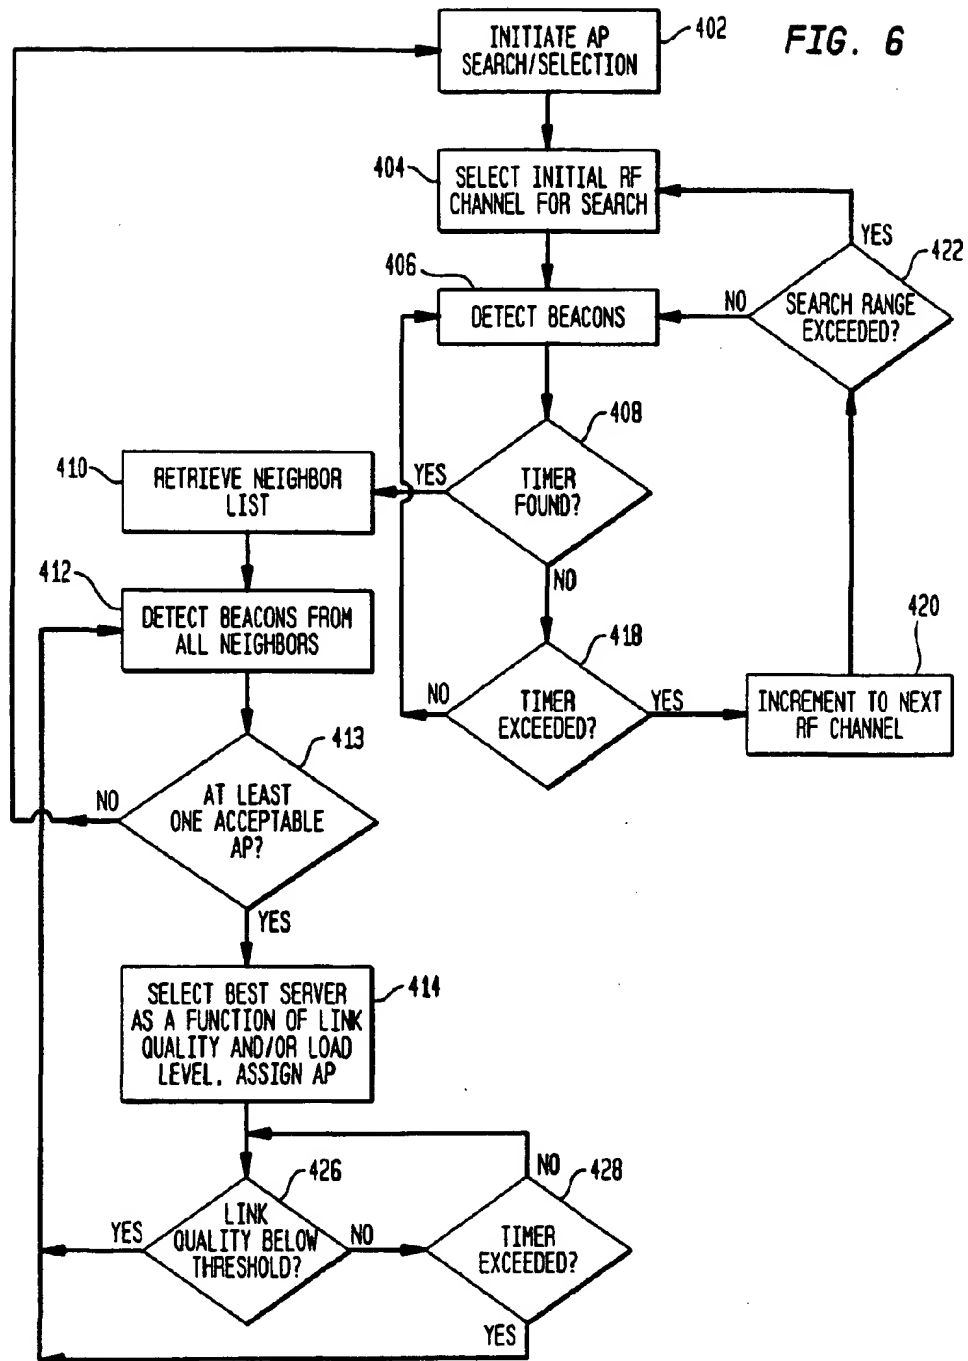 FIG. 6
INITIATE AP
SEARCH/SELECTION
402
404
SELECT INITIAL RF
CHANNEL FOR SEARCH
YES
422
406
DETECT BEACONS
NO
SEARCH RANGE
EXCEEDED?
408
410
RETRIEVE NEIGHBOR
LIST
YES
TIMER
FOUND?
NO
412
DETECT BEACONS FROM
ALL NEIGHBORS
418
420
NO
TIMER
EXCEEDED?
YES
INCREMENT TO NEXT
RF CHANNEL
413
NO
AT LEAST
ONE ACCEPTABLE
AP?
YES
SELECT BEST SERVER
AS A FUNCTION OF LINK
QUALITY AND/OR LOAD
LEVEL. ASSIGN AP
414
426
NO
428
YES
LINK
QUALITY BELOW
THRESHOLD?
NO
TIMER
EXCEEDED?
YES